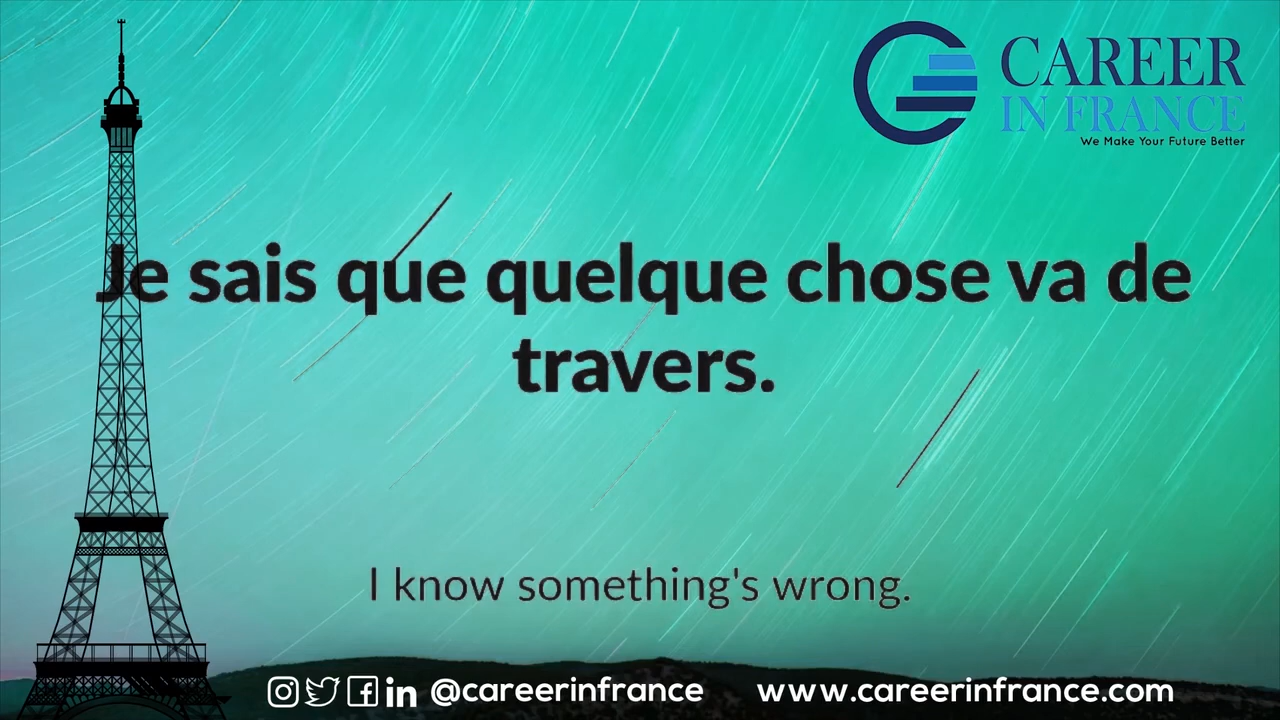 CAREER
IN FRANCE
We Make Your Future Better
Je sais que quelque chose va de
travers.
I know something's wrong.
@careerinfrance www.careerinfrance.com